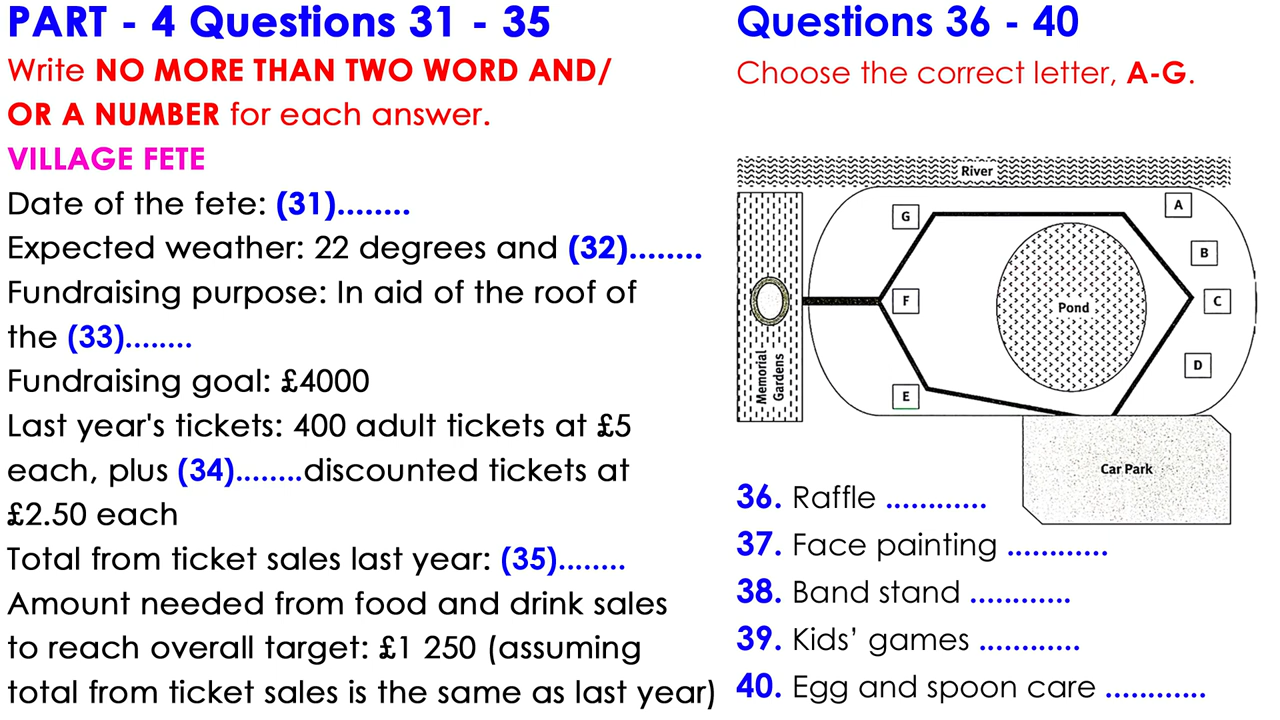 PART - 4 Questions 31 - 35
Write NO MORE THAN TWO WORD AND/
OR A NUMBER for each answer.
VILLAGE FETE
Date of the fete: (31)........
Expected weather: 22 degrees and (32)........
Fundraising purpose: In aid of the roof of
the (33)........
Fundraising goal: £4000
Last year's tickets: 400 adult tickets at £5
each, plus (34)........discounted tickets at
£2.50 each
Total from ticket sales last year: (35)........
Amount needed from food and drink sales
to reach overall target: £1 250 (assuming
total from ticket sales is the same as last year)
Questions 36 - 40
Choose the correct letter, A-G.
River
A
G
B
C
F
Pond
Memorial
Gardens
D
E
Car Park
36. Raffle ............
37. Face painting ............
38. Band stand ............
39. Kids’ games ............
40. Egg and spoon care ............